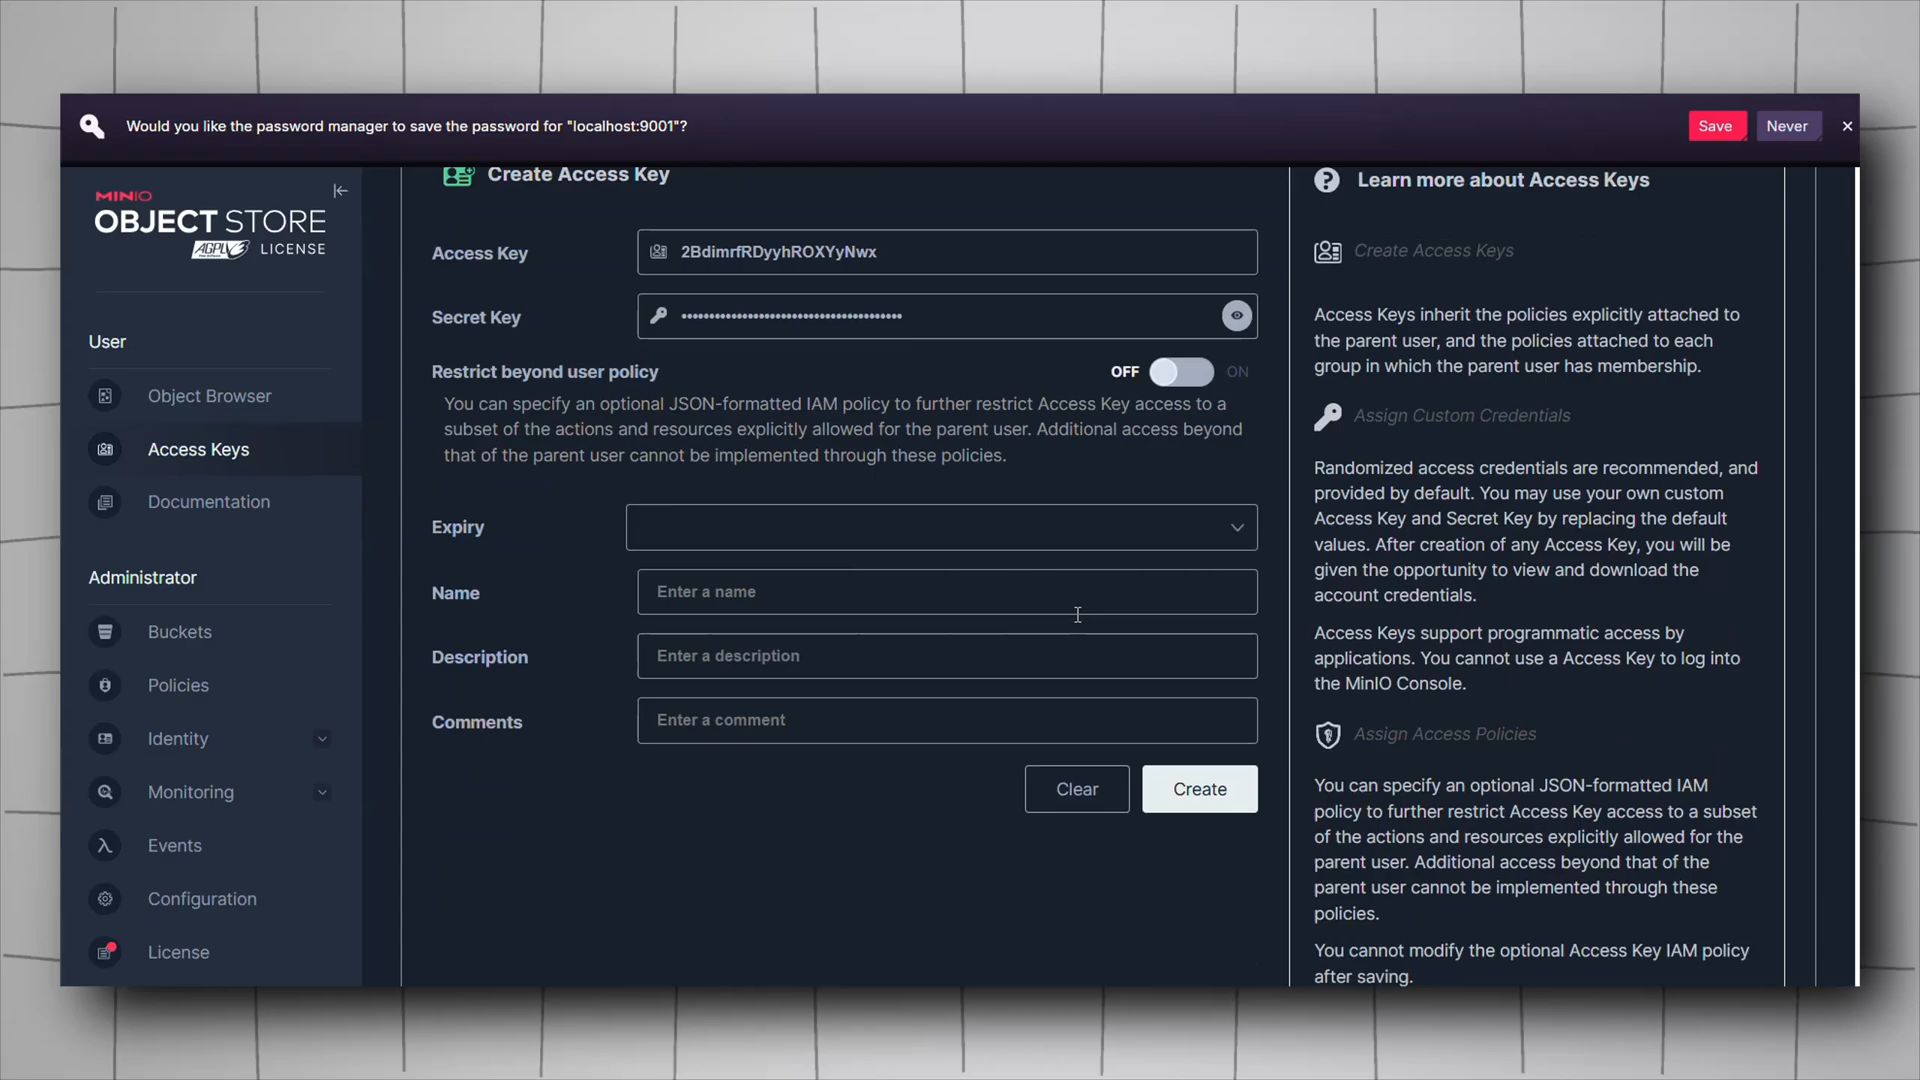 Would you like the password manager to save the password for "localhost:9001"?
Save
Never
MINIO
OBJECT STORE
AGPLV3 LICENSE
User
Object Browser
Access Keys
Documentation
Administrator
Buckets
Policies
Identity
Monitoring
Events
Configuration
License
Create Access Key
Access Key
2BdimrfRDyyhROXYyNwx
Secret Key
••••••••••••••••••••••••••••••••••••••••
Restrict beyond user policy
OFF
ON
You can specify an optional JSON-formatted IAM policy to further restrict Access Key access to a
subset of the actions and resources explicitly allowed for the parent user. Additional access beyond
that of the parent user cannot be implemented through these policies.
Expiry
Name
Enter a name
Description
Enter a description
Comments
Enter a comment
Clear
Create
Learn more about Access Keys
Create Access Keys
Access Keys inherit the policies explicitly attached to
the parent user, and the policies attached to each
group in which the parent user has membership.
Assign Custom Credentials
Randomized access credentials are recommended, and
provided by default. You may use your own custom
Access Key and Secret Key by replacing the default
values. After creation of any Access Key, you will be
given the opportunity to view and download the
account credentials.
Access Keys support programmatic access by
applications. You cannot use a Access Key to log into
the MinIO Console.
Assign Access Policies
You can specify an optional JSON-formatted IAM
policy to further restrict Access Key access to a subset
of the actions and resources explicitly allowed for the
parent user. Additional access beyond that of the
parent user cannot be implemented through these
policies.
You cannot modify the optional Access Key IAM policy
after saving.